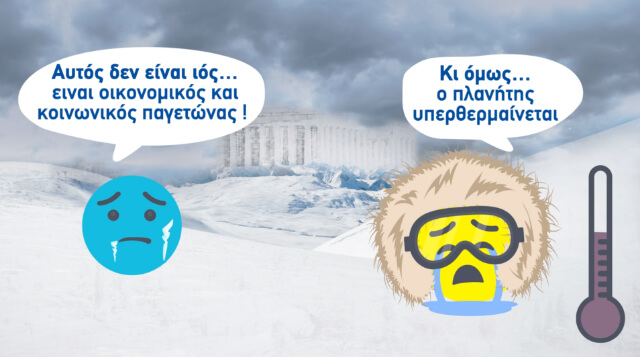 Αυτός δεν είναι ιός...
ειναι οικονομικός και
κοινωνικός παγετώνας !
Κι όμως...
ο πλανήτης
υπερθερμαίνεται